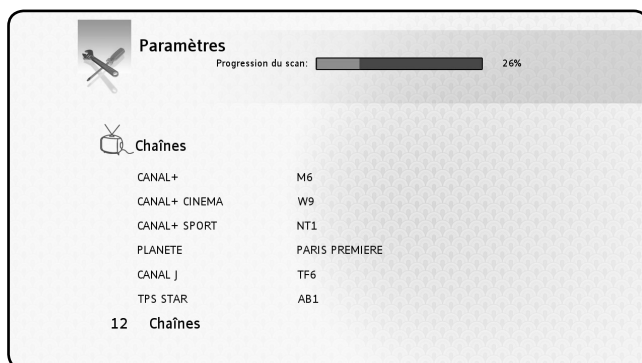 Paramètres
Progression du scan: 26%
Chaînes
CANAL+ M6
CANAL+ CINEMA W9
CANAL+ SPORT NT1
PLANETE PARIS PREMIERE
CANAL J TF6
TPS STAR AB1
12 Chaînes